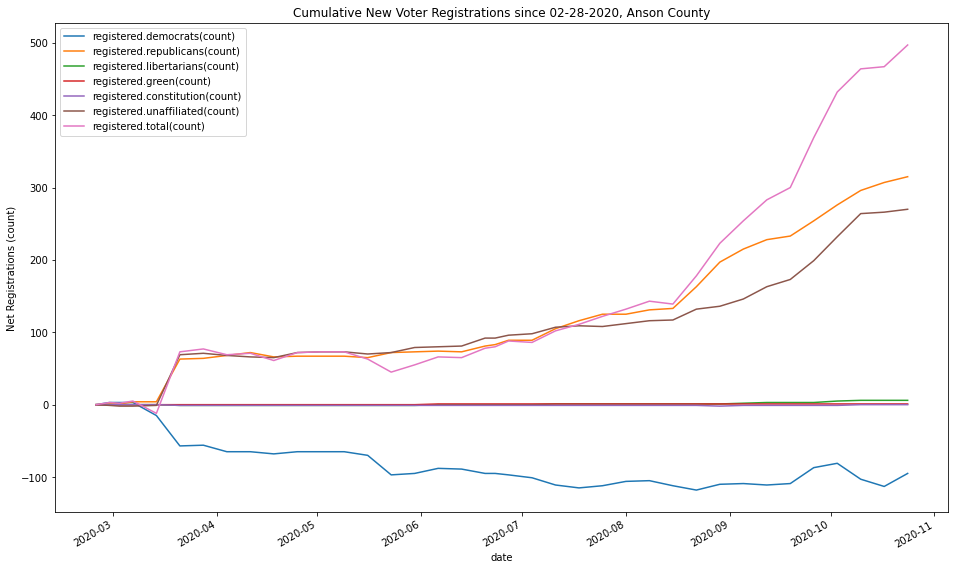 Cumulative New Voter Registrations since 02-28-2020, Anson County
registered.democrats(count)
registered.republicans(count)
registered.libertarians(count)
registered.green(count)
registered.constitution(count)
registered.unaffiliated(count)
registered.total(count)
Net Registrations (count)
500
400
300
200
100
0
−100
2020-03
2020-04
2020-05
2020-06
2020-07
2020-08
2020-09
2020-10
2020-11
date